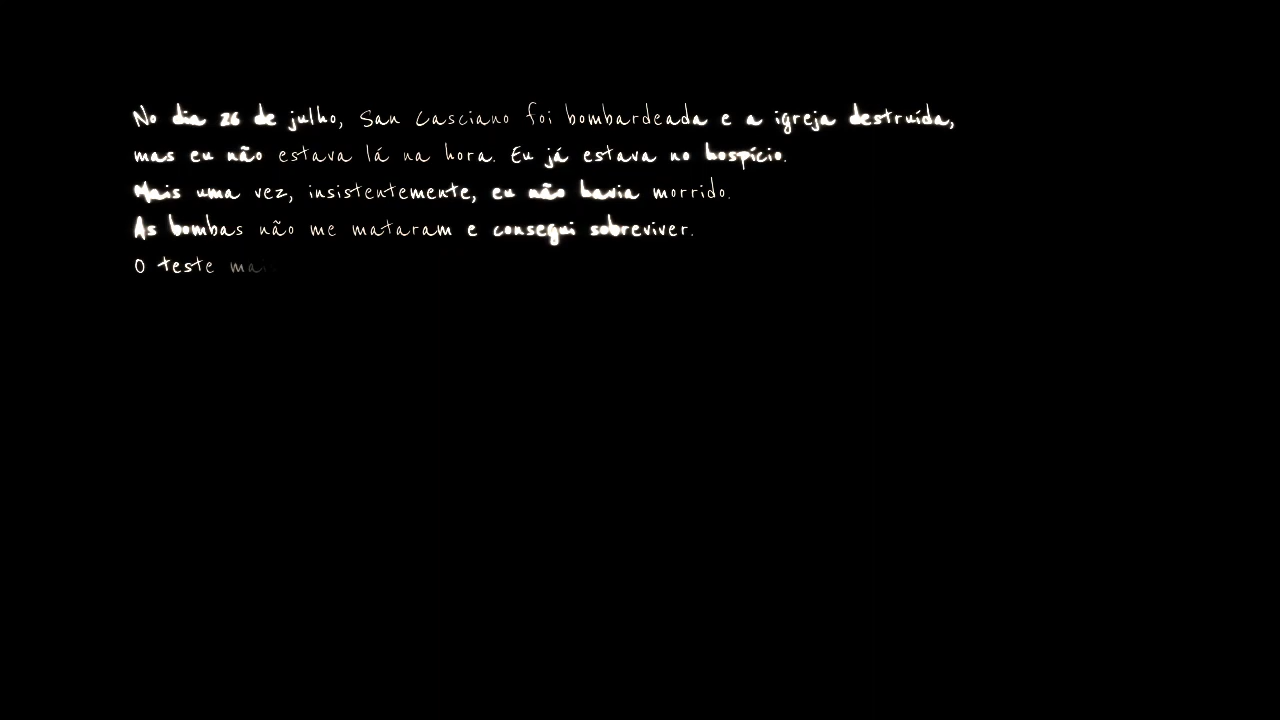 No dia 26 de julho, San Casciano foi bombardeada e a igreja destruída,
mas eu não estava lá na hora. Eu já estava no hospício.
Mais uma vez, insistentemente, eu não havia morrido.
As bombas não me mataram e consegui sobreviver.
O teste